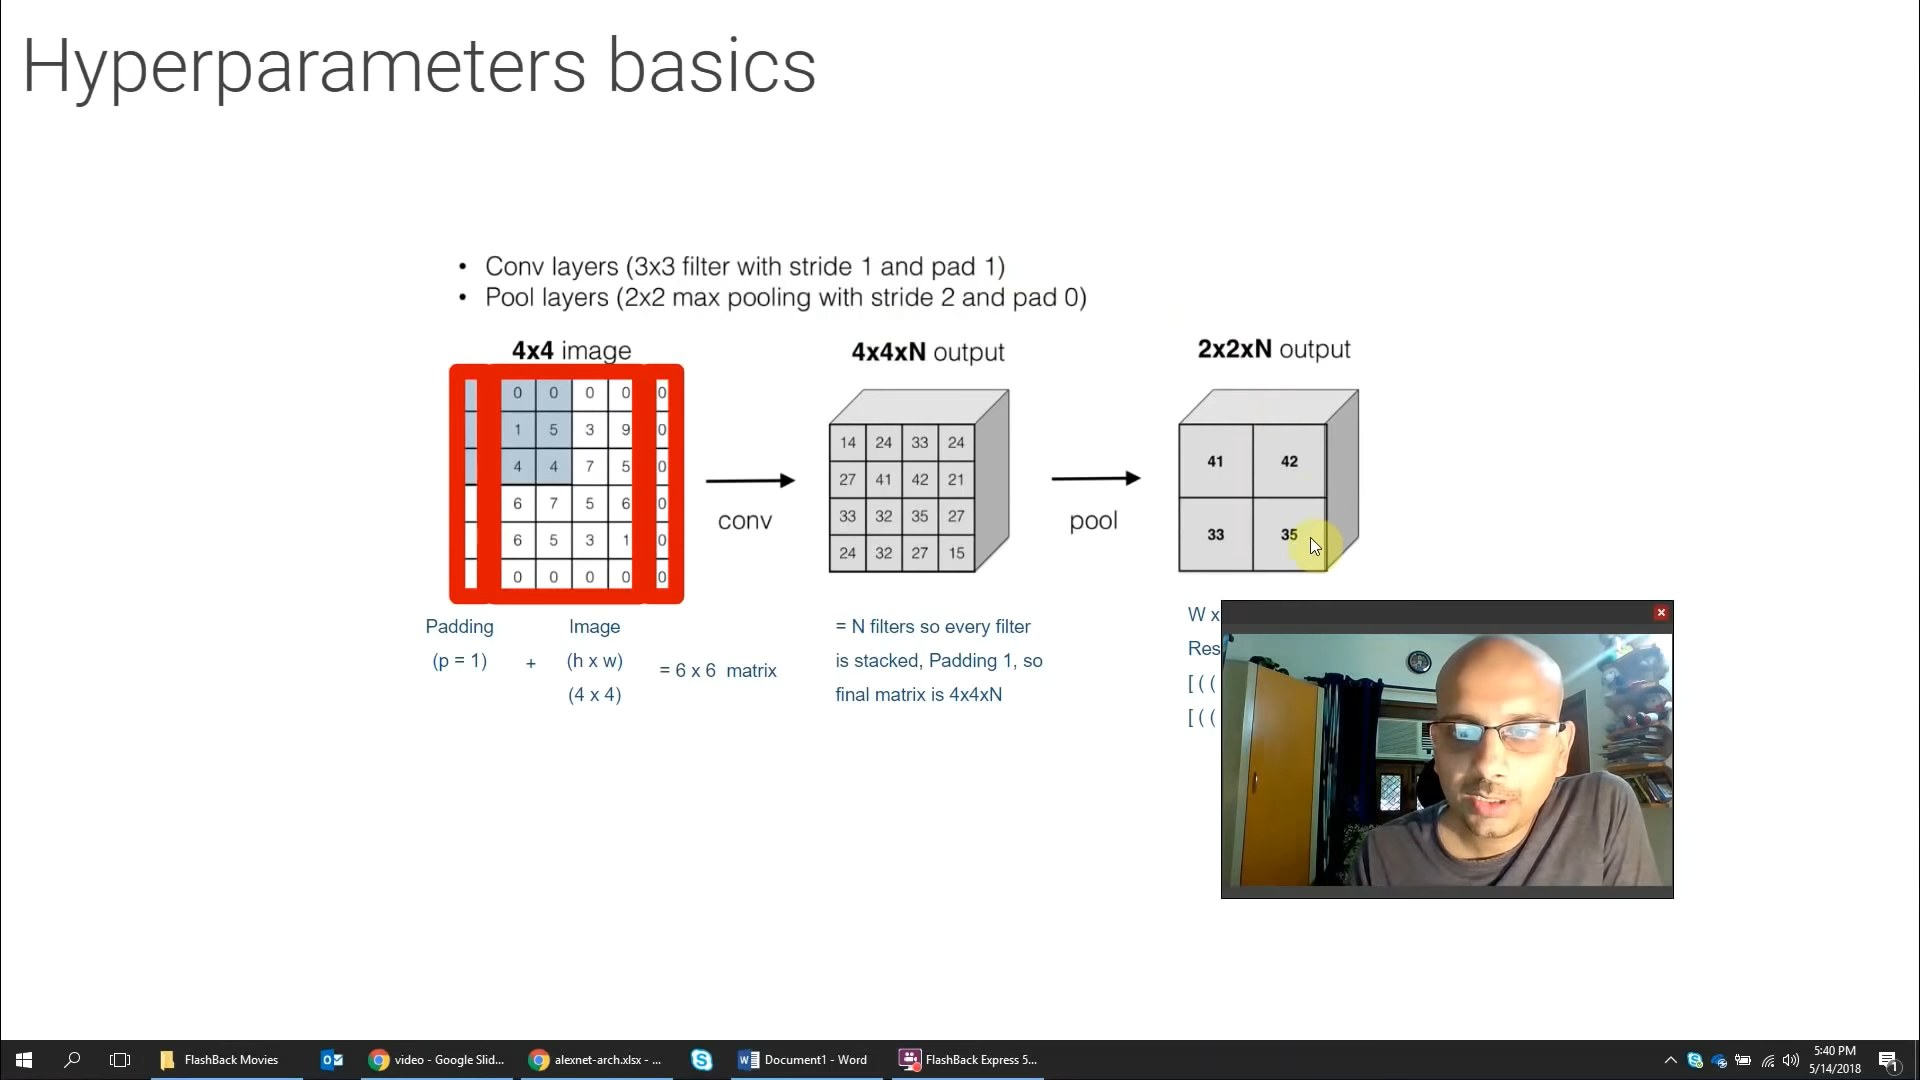 Hyperparameters basics
• Conv layers (3x3 filter with stride 1 and pad 1)
• Pool layers (2x2 max pooling with stride 2 and pad 0)
4x4 image
0 0 0 0 0
1 5 3 9 0
4 4 7 5 0
6 7 5 6 0
6 5 3 1 0
0 0 0 0 0
conv
4x4xN output
14 24 33 24
27 41 42 21
33 32 35 27
24 32 27 15
pool
2x2xN output
41 42
33 35
Padding
(p = 1)
+
Image
(h x w)
(4 x 4)
= 6 x 6 matrix
= N filters so every filter
is stacked, Padding 1, so
final matrix is 4x4xN
W x
Res
[ ( (
[ ( (
FlashBack Movies
video - Google Slid...
alexnet-arch.xlsx - ...
Document1 - Word
FlashBack Express 5...
5:40 PM
5/14/2018
1